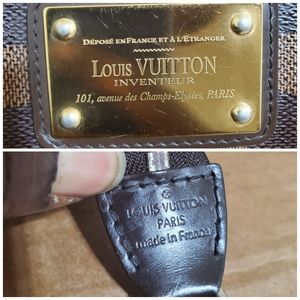 DÉPOSÉ EN FRANCE ET À L'ETRANGER
LOUIS VUITTON
INVENTEUR
101, avenue des Champs-Elysées, PARIS
®
LOUIS VUITTON
PARIS
made in France